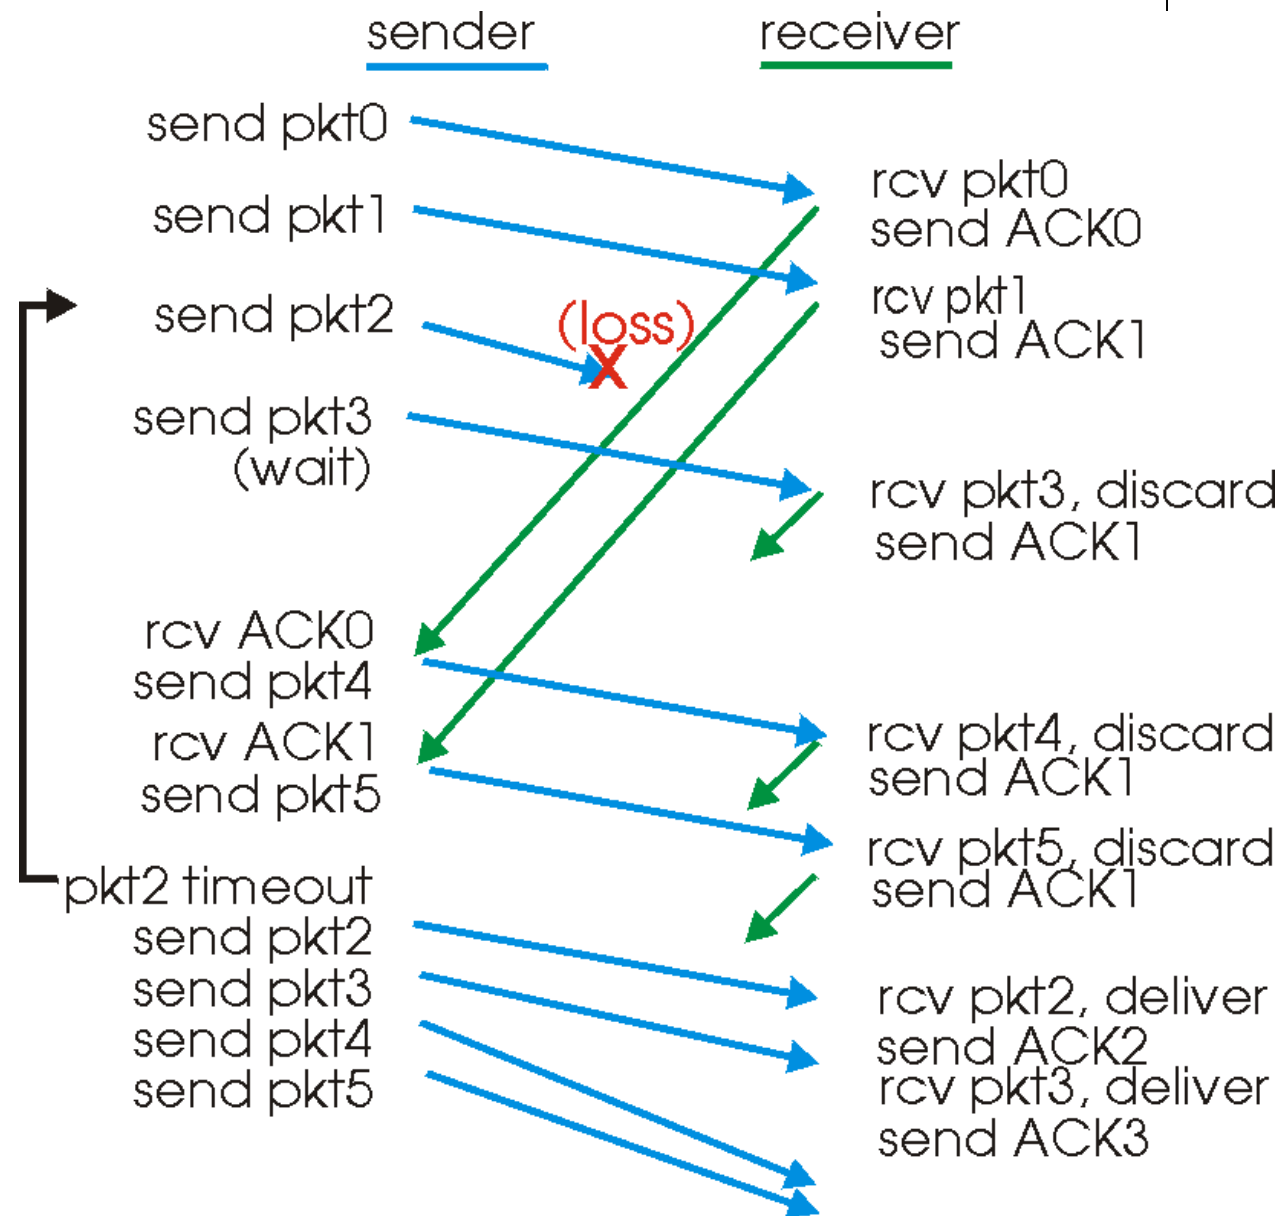 sender
receiver
send pkt0
rcv pkt0
send ACK0
send pkt1
rcv pkt1
send ACK1
send pkt2
(loss)
X
send pkt3
(wait)
rcv pkt3, discard
send ACK1
rcv ACK0
send pkt4
rcv ACK1
send pkt5
rcv pkt4, discard
send ACK1
rcv pkt5, discard
send ACK1
pkt2 timeout
send pkt2
send pkt3
send pkt4
send pkt5
rcv pkt2, deliver
send ACK2
rcv pkt3, deliver
send ACK3